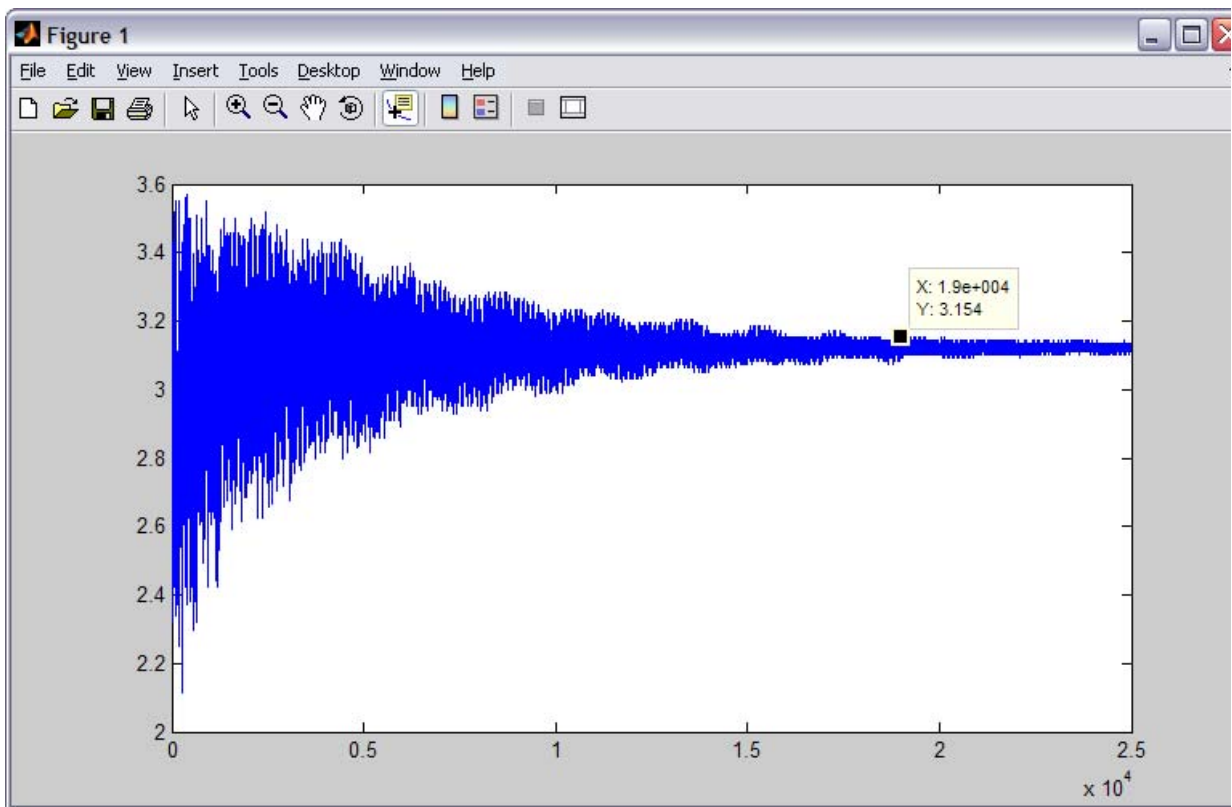 Figure 1
File Edit View Insert Tools Desktop Window Help
3.6
3.4
X: 1.9e+004
Y: 3.154
3.2
3
2.8
2.6
2.4
2.2
2
0 0.5 1 1.5 2 2.5
x 10^4